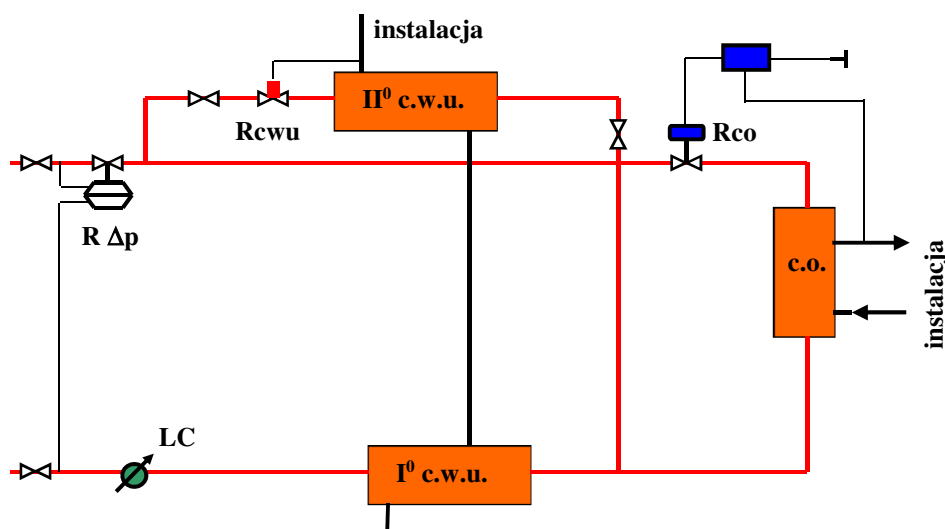 instalacja
II⁰ c.w.u.
Rcwu
Rco
R Δp
c.o.
instalacja
LC
I⁰ c.w.u.